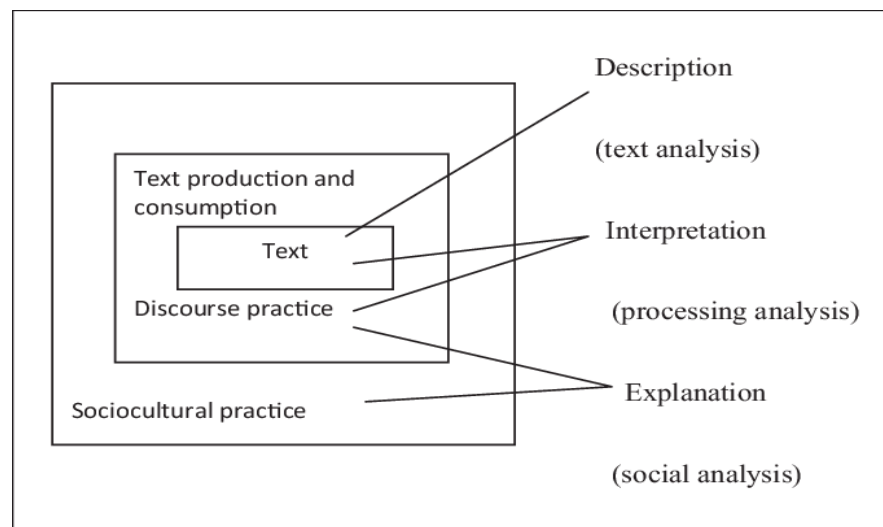 Description
(text analysis)
Text production and
consumption
Text
Interpretation
Discourse practice
(processing analysis)
Explanation
Sociocultural practice
(social analysis)